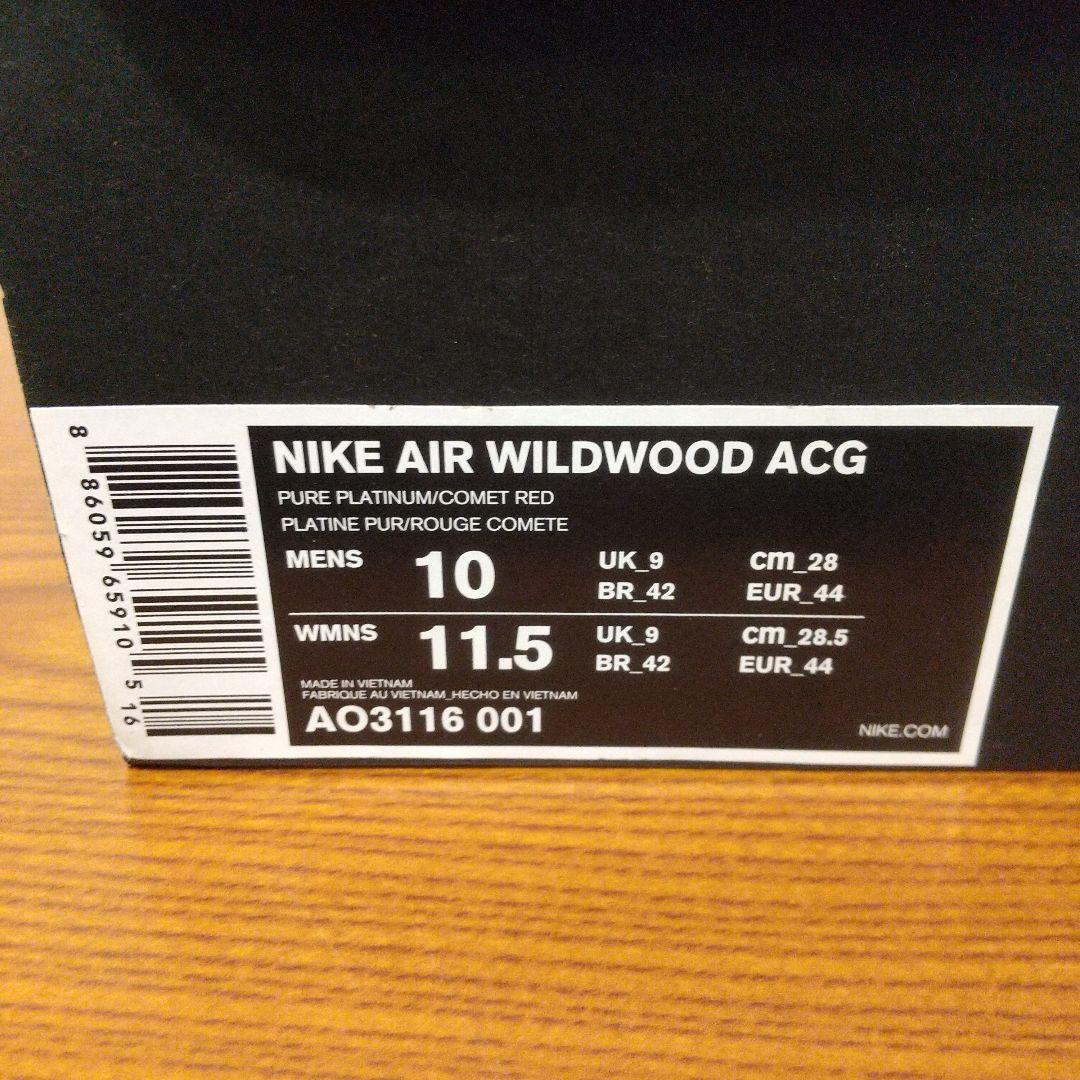 8 86059 65910 5 16
NIKE AIR WILDWOOD ACG
PURE PLATINUM/COMET RED
PLATINE PUR/ROUGE COMETE
MENS 10 UK_9 cm_28
BR_42 EUR_44
WMNS 11.5 UK_9 cm_28.5
BR_42 EUR_44
MADE IN VIETNAM
FABRIQUE AU VIETNAM_HECHO EN VIETNAM
AO3116 001
NIKE.COM